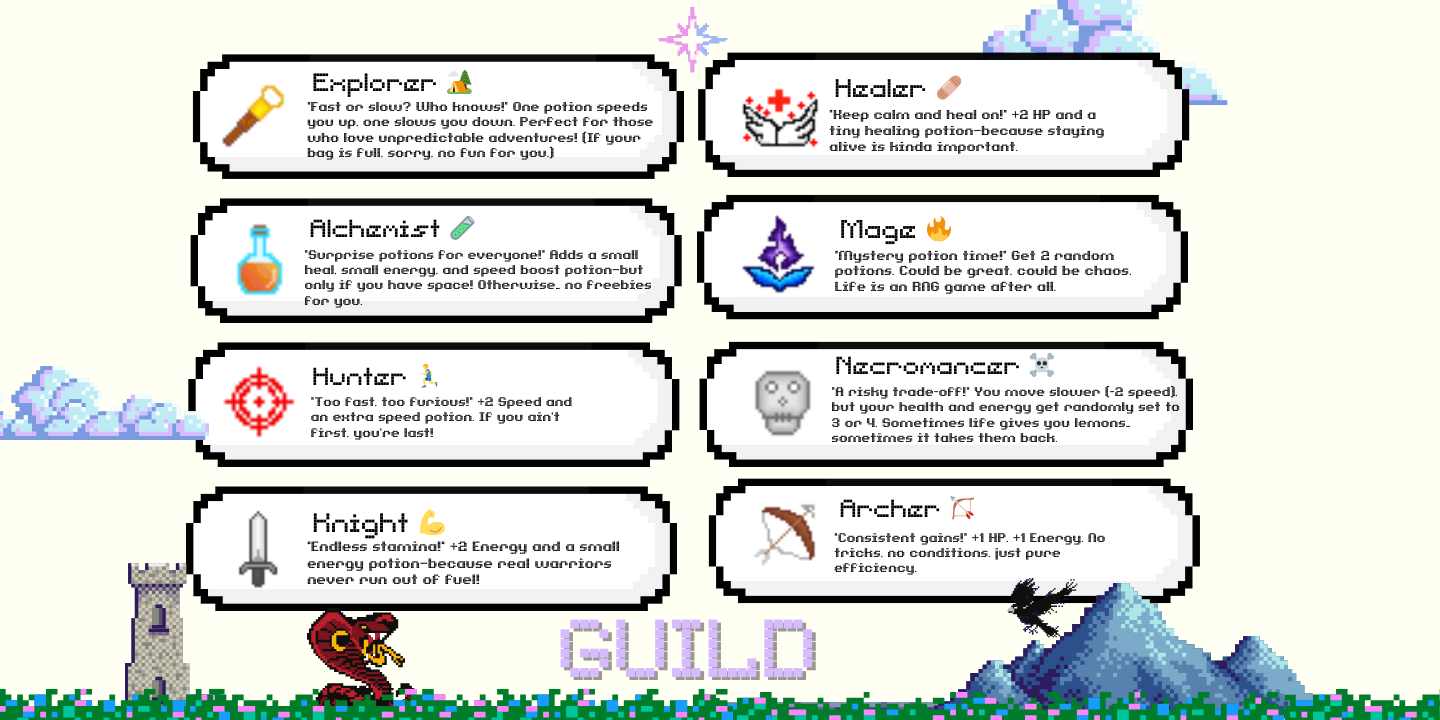 Explorer
"Fast or slow? Who knows!" One potion speeds
you up, one slows you down. Perfect for those
who love unpredictable adventures! (If your
bag is full, sorry, no fun for you.)
Healer
"Keep calm and heal on!" +2 HP and a
tiny healing potion—because staying
alive is kinda important.
Alchemist
"Surprise potions for everyone!" Adds a small
heal, small energy, and speed boost potion—but
only if you have space! Otherwise… no freebies
for you.
Mage
"Mystery potion time!" Get 2 random
potions. Could be great, could be chaos.
Life is an RNG game after all.
Hunter
"Too fast, too furious!" +2 Speed and
an extra speed potion. If you ain't
first, you're last!
Necromancer
"A risky trade-off!" You move slower (-2 speed),
but your health and energy get randomly set to
3 or 4. Sometimes life gives you lemons…
sometimes it takes them back.
Knight
"Endless stamina!" +2 Energy and a small
energy potion—because real warriors
never run out of fuel!
Archer
"Consistent gains!" +1 HP, +1 Energy. No
tricks, no conditions, just pure
efficiency.
GUILD